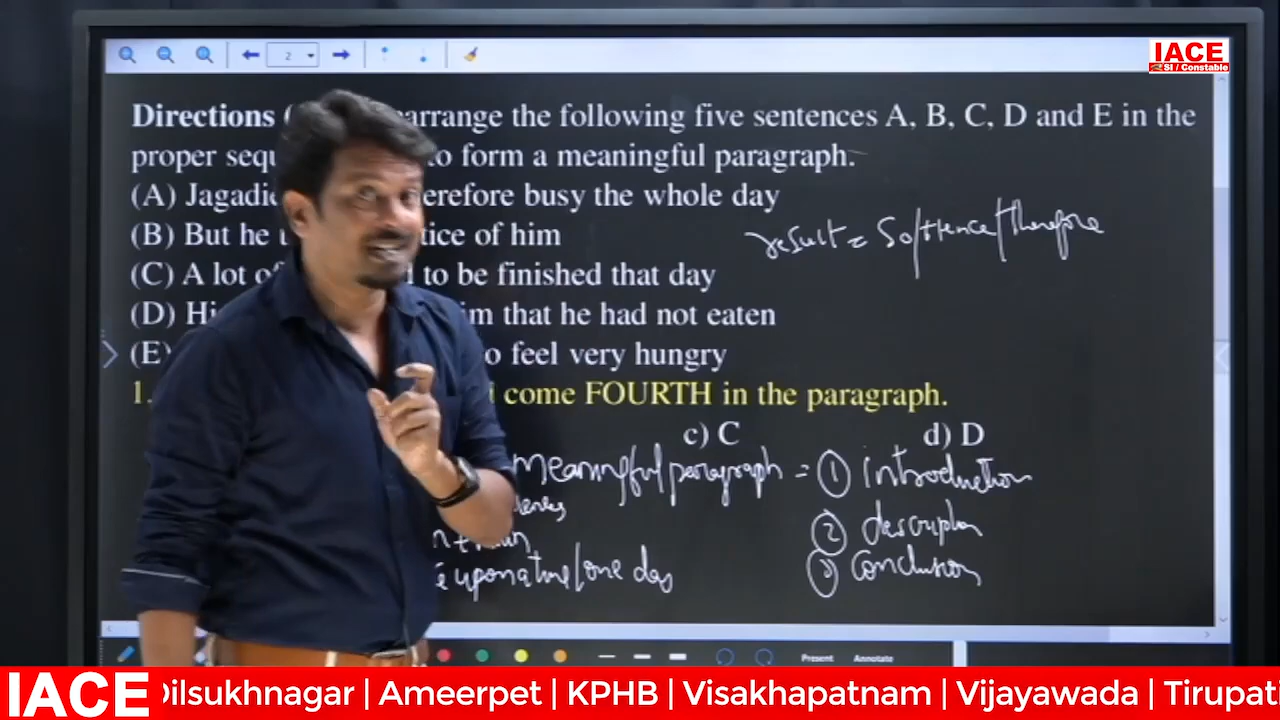 IACE
SI / Constable
2
Directions ( arrange the following five sentences A, B, C, D and E in the
proper sequ to form a meaningful paragraph.
(A) Jagadi erefore busy the whole day
(B) But he t tice of him
(C) A lot of d to be finished that day
(D) Hi im that he had not eaten
(E) o feel very hungry
result = So/Hence/therefore
1. come FOURTH in the paragraph.
c) C d) D
meaningful paragraph = ① introduction
② description
upon a time/one day ③ conclusion
Present Annotate
IACE Dilsukhnagar | Ameerpet | KPHB | Visakhapatnam | Vijayawada | Tirupati